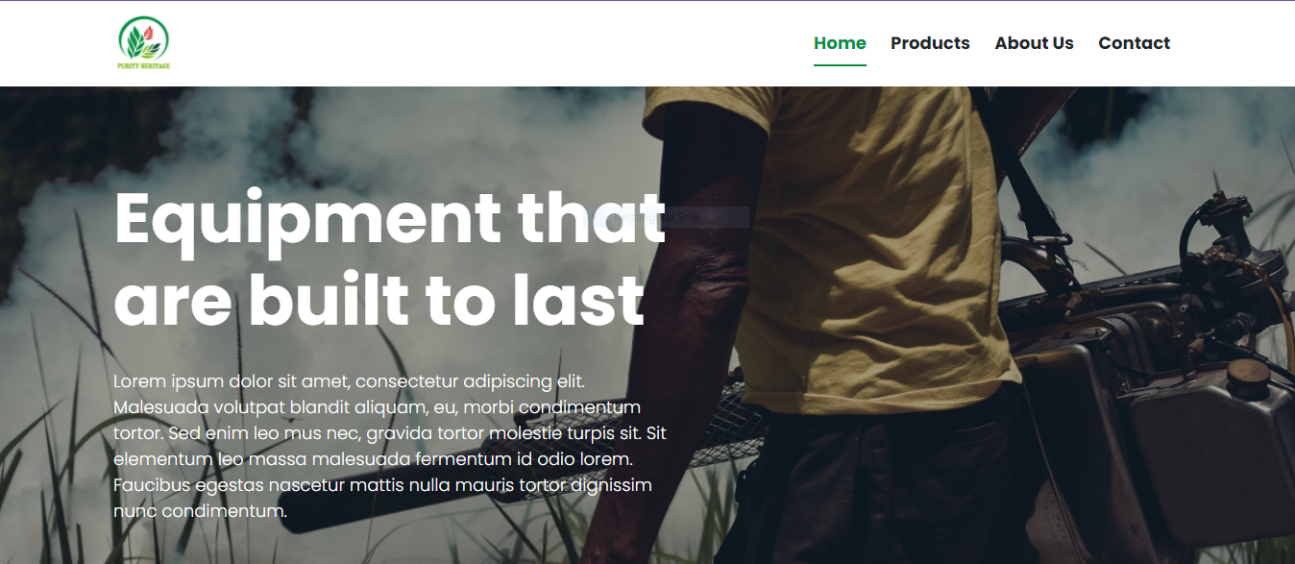 PURITY HERITAGE
Home Products About Us Contact
Equipment that
are built to last
Lorem ipsum dolor sit amet, consectetur adipiscing elit.
Malesuada volutpat blandit aliquam, eu, morbi condimentum
tortor. Sed enim leo mus nec, gravida tortor molestie turpis sit. Sit
elementum leo massa malesuada fermentum id odio lorem.
Faucibus egestas nascetur mattis nulla mauris tortor dignissim
nunc condimentum.